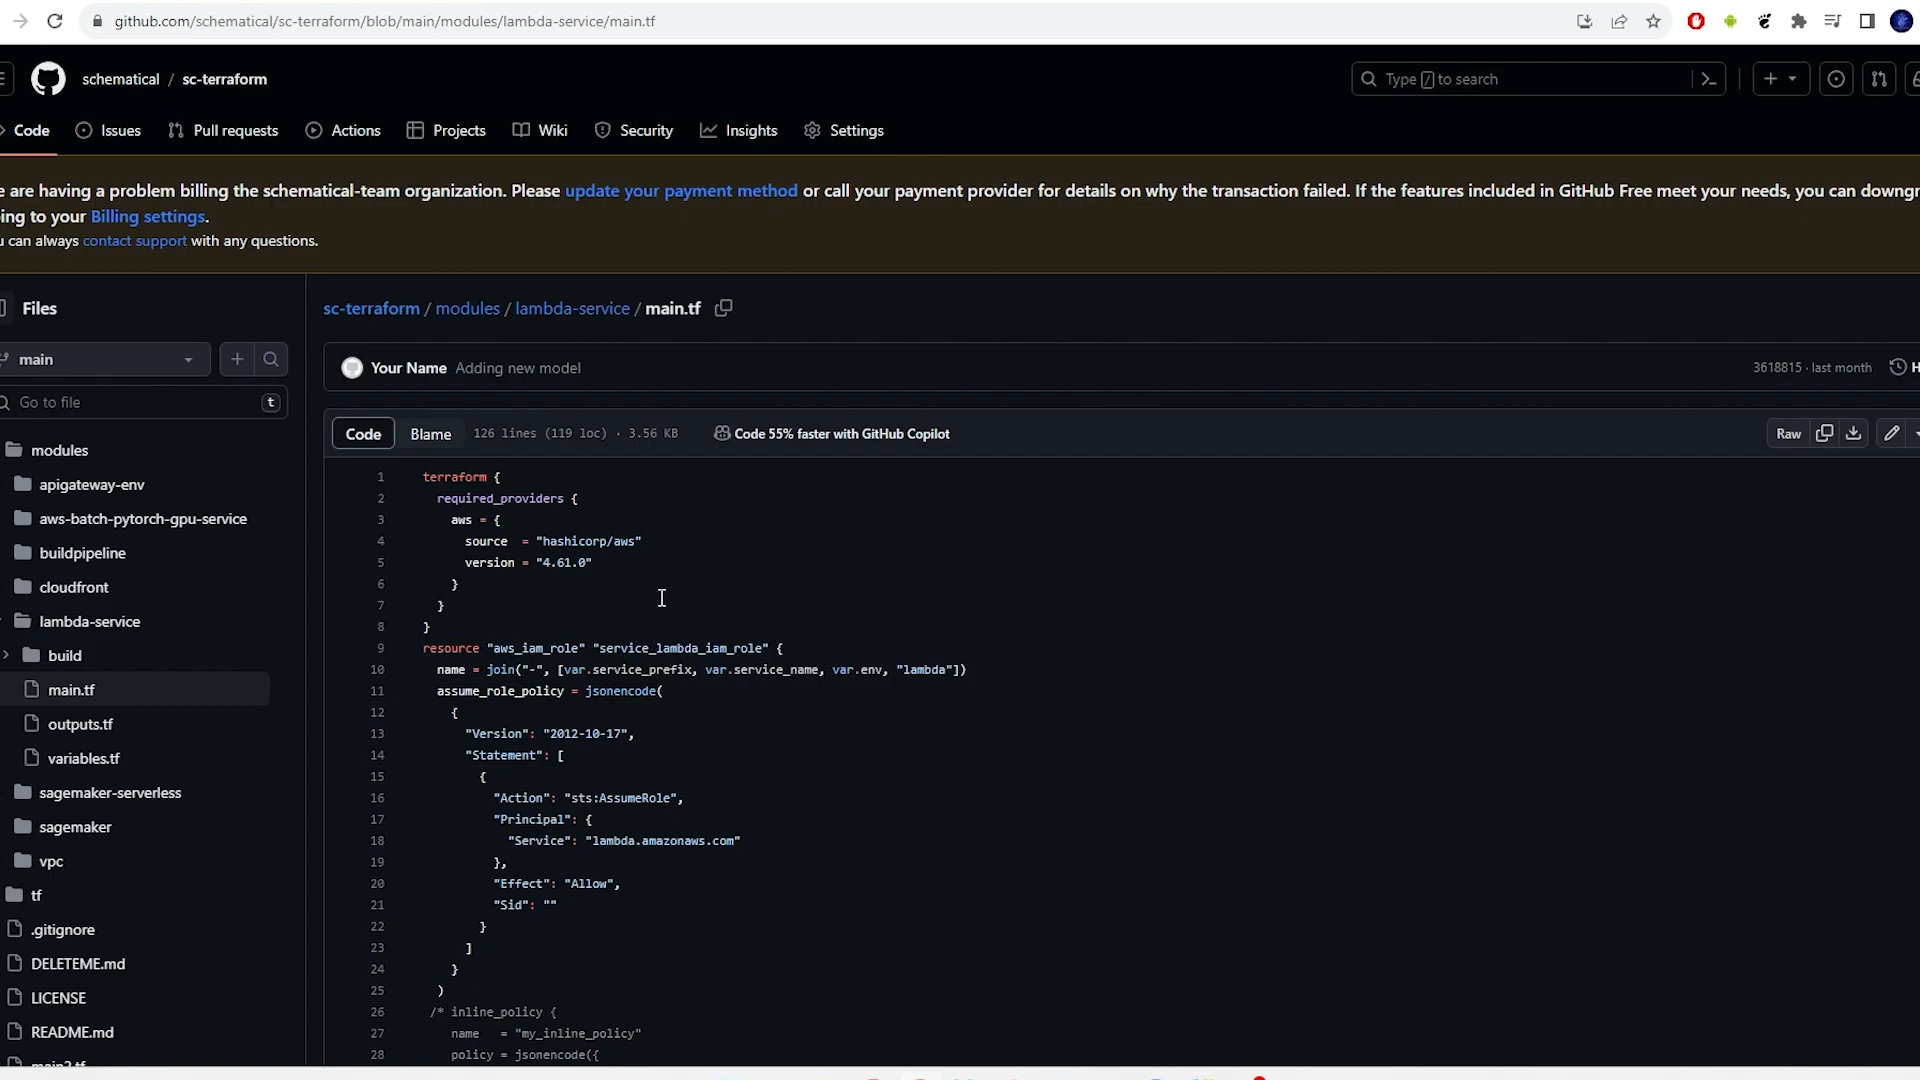 github.com/schematical/sc-terraform/blob/main/modules/lambda-service/main.tf
schematical / sc-terraform
Type / to search
Code Issues Pull requests Actions Projects Wiki Security Insights Settings
e are having a problem billing the schematical-team organization. Please update your payment method or call your payment provider for details on why the transaction failed. If the features included in GitHub Free meet your needs, you can downgr
ing to your Billing settings.
u can always contact support with any questions.
Files
sc-terraform / modules / lambda-service / main.tf
main
Your Name Adding new model
3618815 · last month
H
Go to file
t
Code Blame 126 lines (119 loc) · 3.56 KB Code 55% faster with GitHub Copilot
Raw
modules
apigateway-env
aws-batch-pytorch-gpu-service
buildpipeline
cloudfront
lambda-service
build
main.tf
outputs.tf
variables.tf
sagemaker-serverless
sagemaker
vpc
tf
.gitignore
DELETEME.md
LICENSE
README.md
main2.tf
1 terraform {
2 required_providers {
3 aws = {
4 source = "hashicorp/aws"
5 version = "4.61.0"
6 }
7 }
8 }
9 resource "aws_iam_role" "service_lambda_iam_role" {
10 name = join("-", [var.service_prefix, var.service_name, var.env, "lambda"])
11 assume_role_policy = jsonencode(
12 {
13 "Version": "2012-10-17",
14 "Statement": [
15 {
16 "Action": "sts:AssumeRole",
17 "Principal": {
18 "Service": "lambda.amazonaws.com"
19 },
20 "Effect": "Allow",
21 "Sid": ""
22 }
23 ]
24 }
25 )
26 /* inline_policy {
27 name = "my_inline_policy"
28 policy = jsonencode({